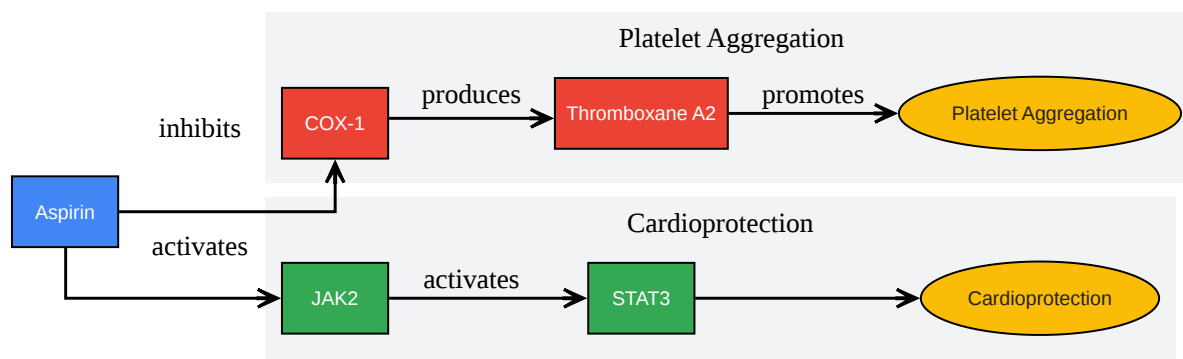 Platelet Aggregation
inhibits
COX-1
produces
Thromboxane A2
promotes
Platelet Aggregation
Aspirin
Cardioprotection
activates
JAK2
activates
STAT3
Cardioprotection